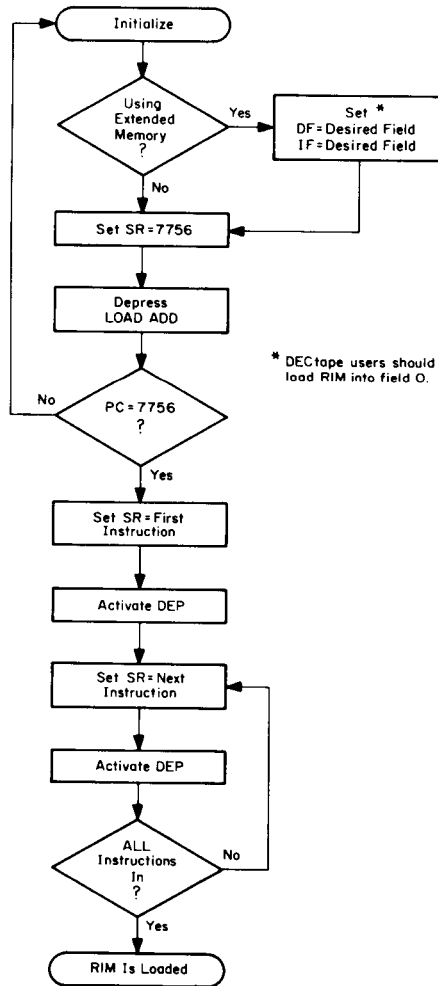 Initialize
Using
Extended
Memory
?
Yes
Set *
DF=Desired Field
IF=Desired Field
No
Set SR=7756
Depress
LOAD ADD
* DECtape users should
load RIM into field 0.
No
PC=7756
?
Yes
Set SR=First
Instruction
Activate DEP
Set SR=Next
Instruction
Activate DEP
ALL
Instructions
In
?
No
Yes
RIM Is Loaded